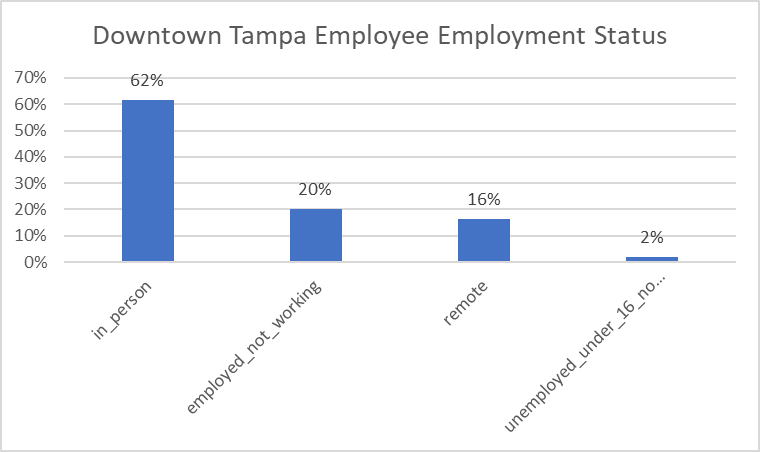 Downtown Tampa Employee Employment Status
70%
60%
50%
40%
30%
20%
10%
0%
62%
20%
16%
2%
in_person
employed_not_working
remote
unemployed_under_16_no...